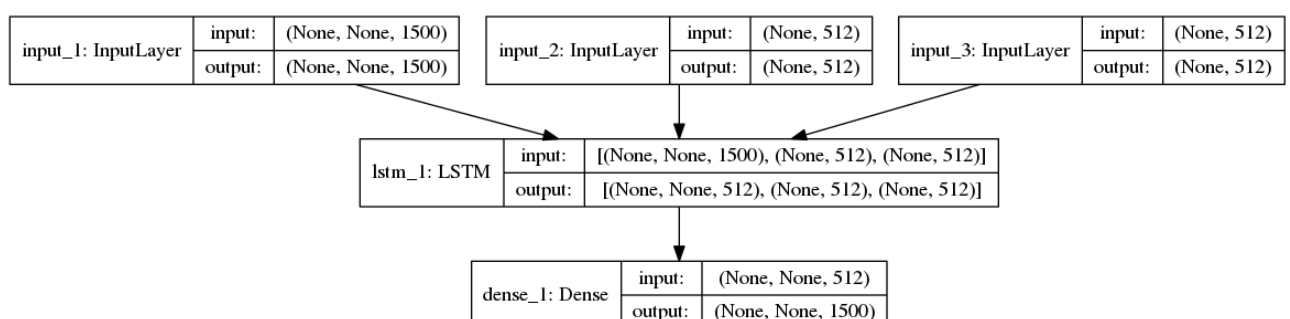 input_1: InputLayer input: (None, None, 1500)
output: (None, None, 1500)
input_2: InputLayer input: (None, 512)
output: (None, 512)
input_3: InputLayer input: (None, 512)
output: (None, 512)
lstm_1: LSTM input: [(None, None, 1500), (None, 512), (None, 512)]
output: [(None, None, 512), (None, 512), (None, 512)]
dense_1: Dense input: (None, None, 512)
output: (None, None, 1500)